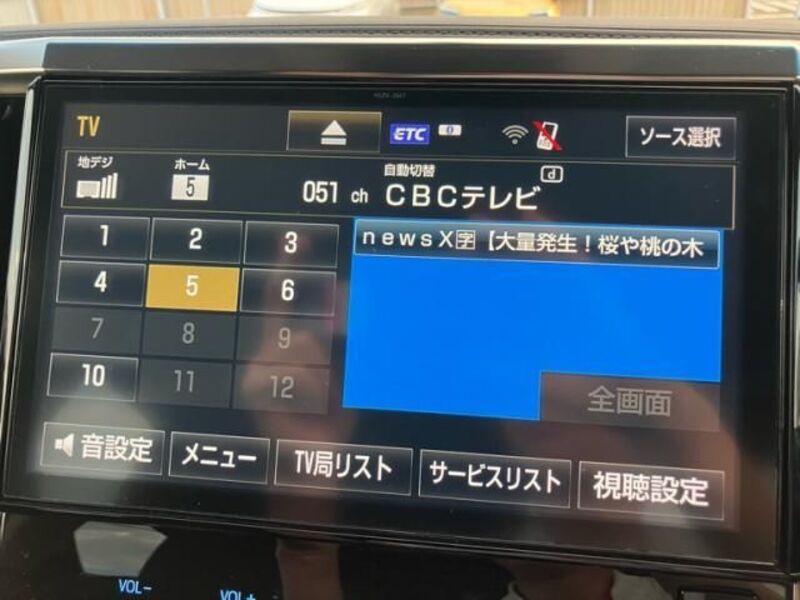 TV
ETC
ソース選択
地デジ
ホーム
5
051 ch
自動切替
CBCテレビ
d
1 2 3
4 5 6
7 8 9
10 11 12
newsX字【大量発生！桜や桃の木
全画面
音設定
メニュー
TV局リスト
サービスリスト
視聴設定
VOL-
VOL+